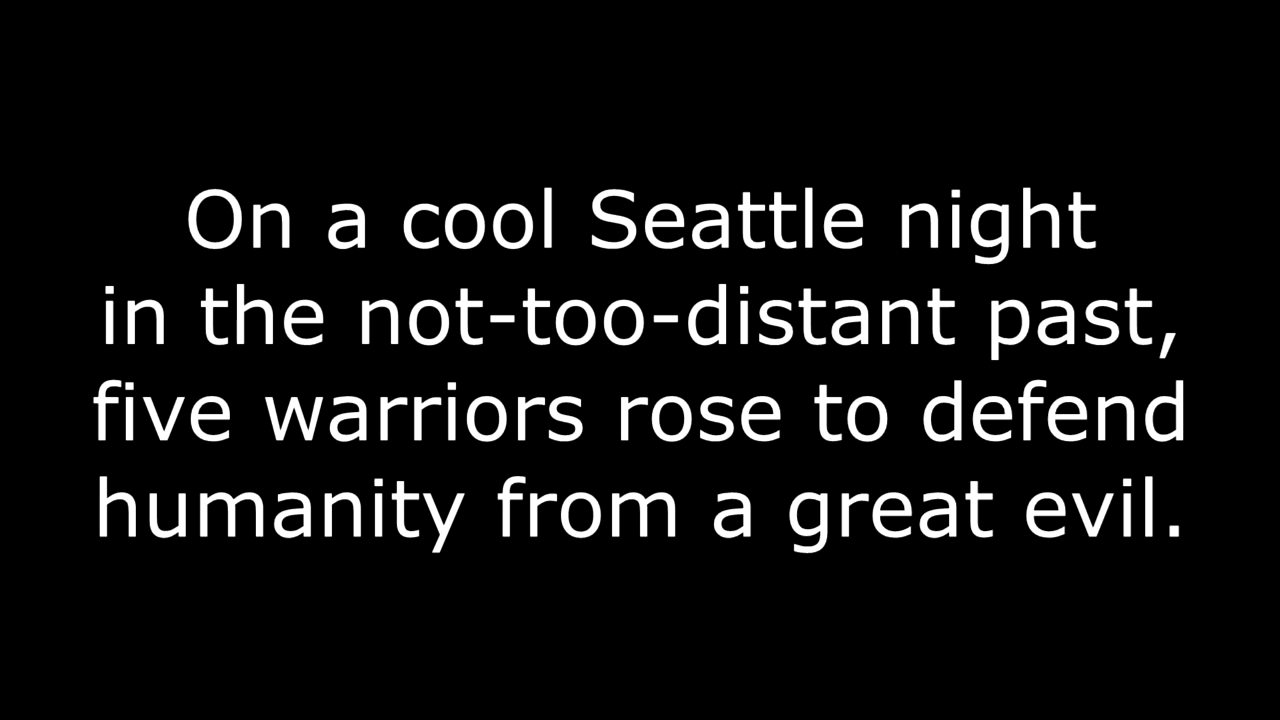 On a cool Seattle night
in the not-too-distant past,
five warriors rose to defend
humanity from a great evil.